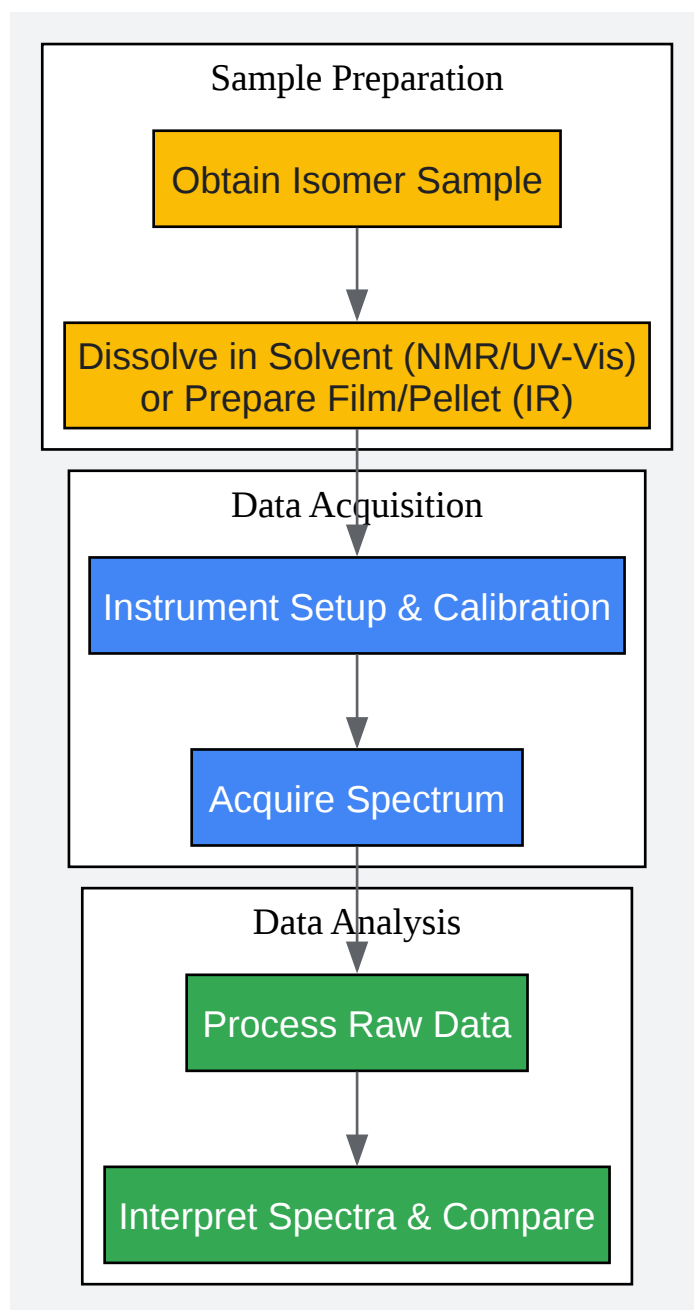 Sample Preparation
Obtain Isomer Sample
Dissolve in Solvent (NMR/UV-Vis)
or Prepare Film/Pellet (IR)
Data Acquisition
Instrument Setup & Calibration
Acquire Spectrum
Data Analysis
Process Raw Data
Interpret Spectra & Compare